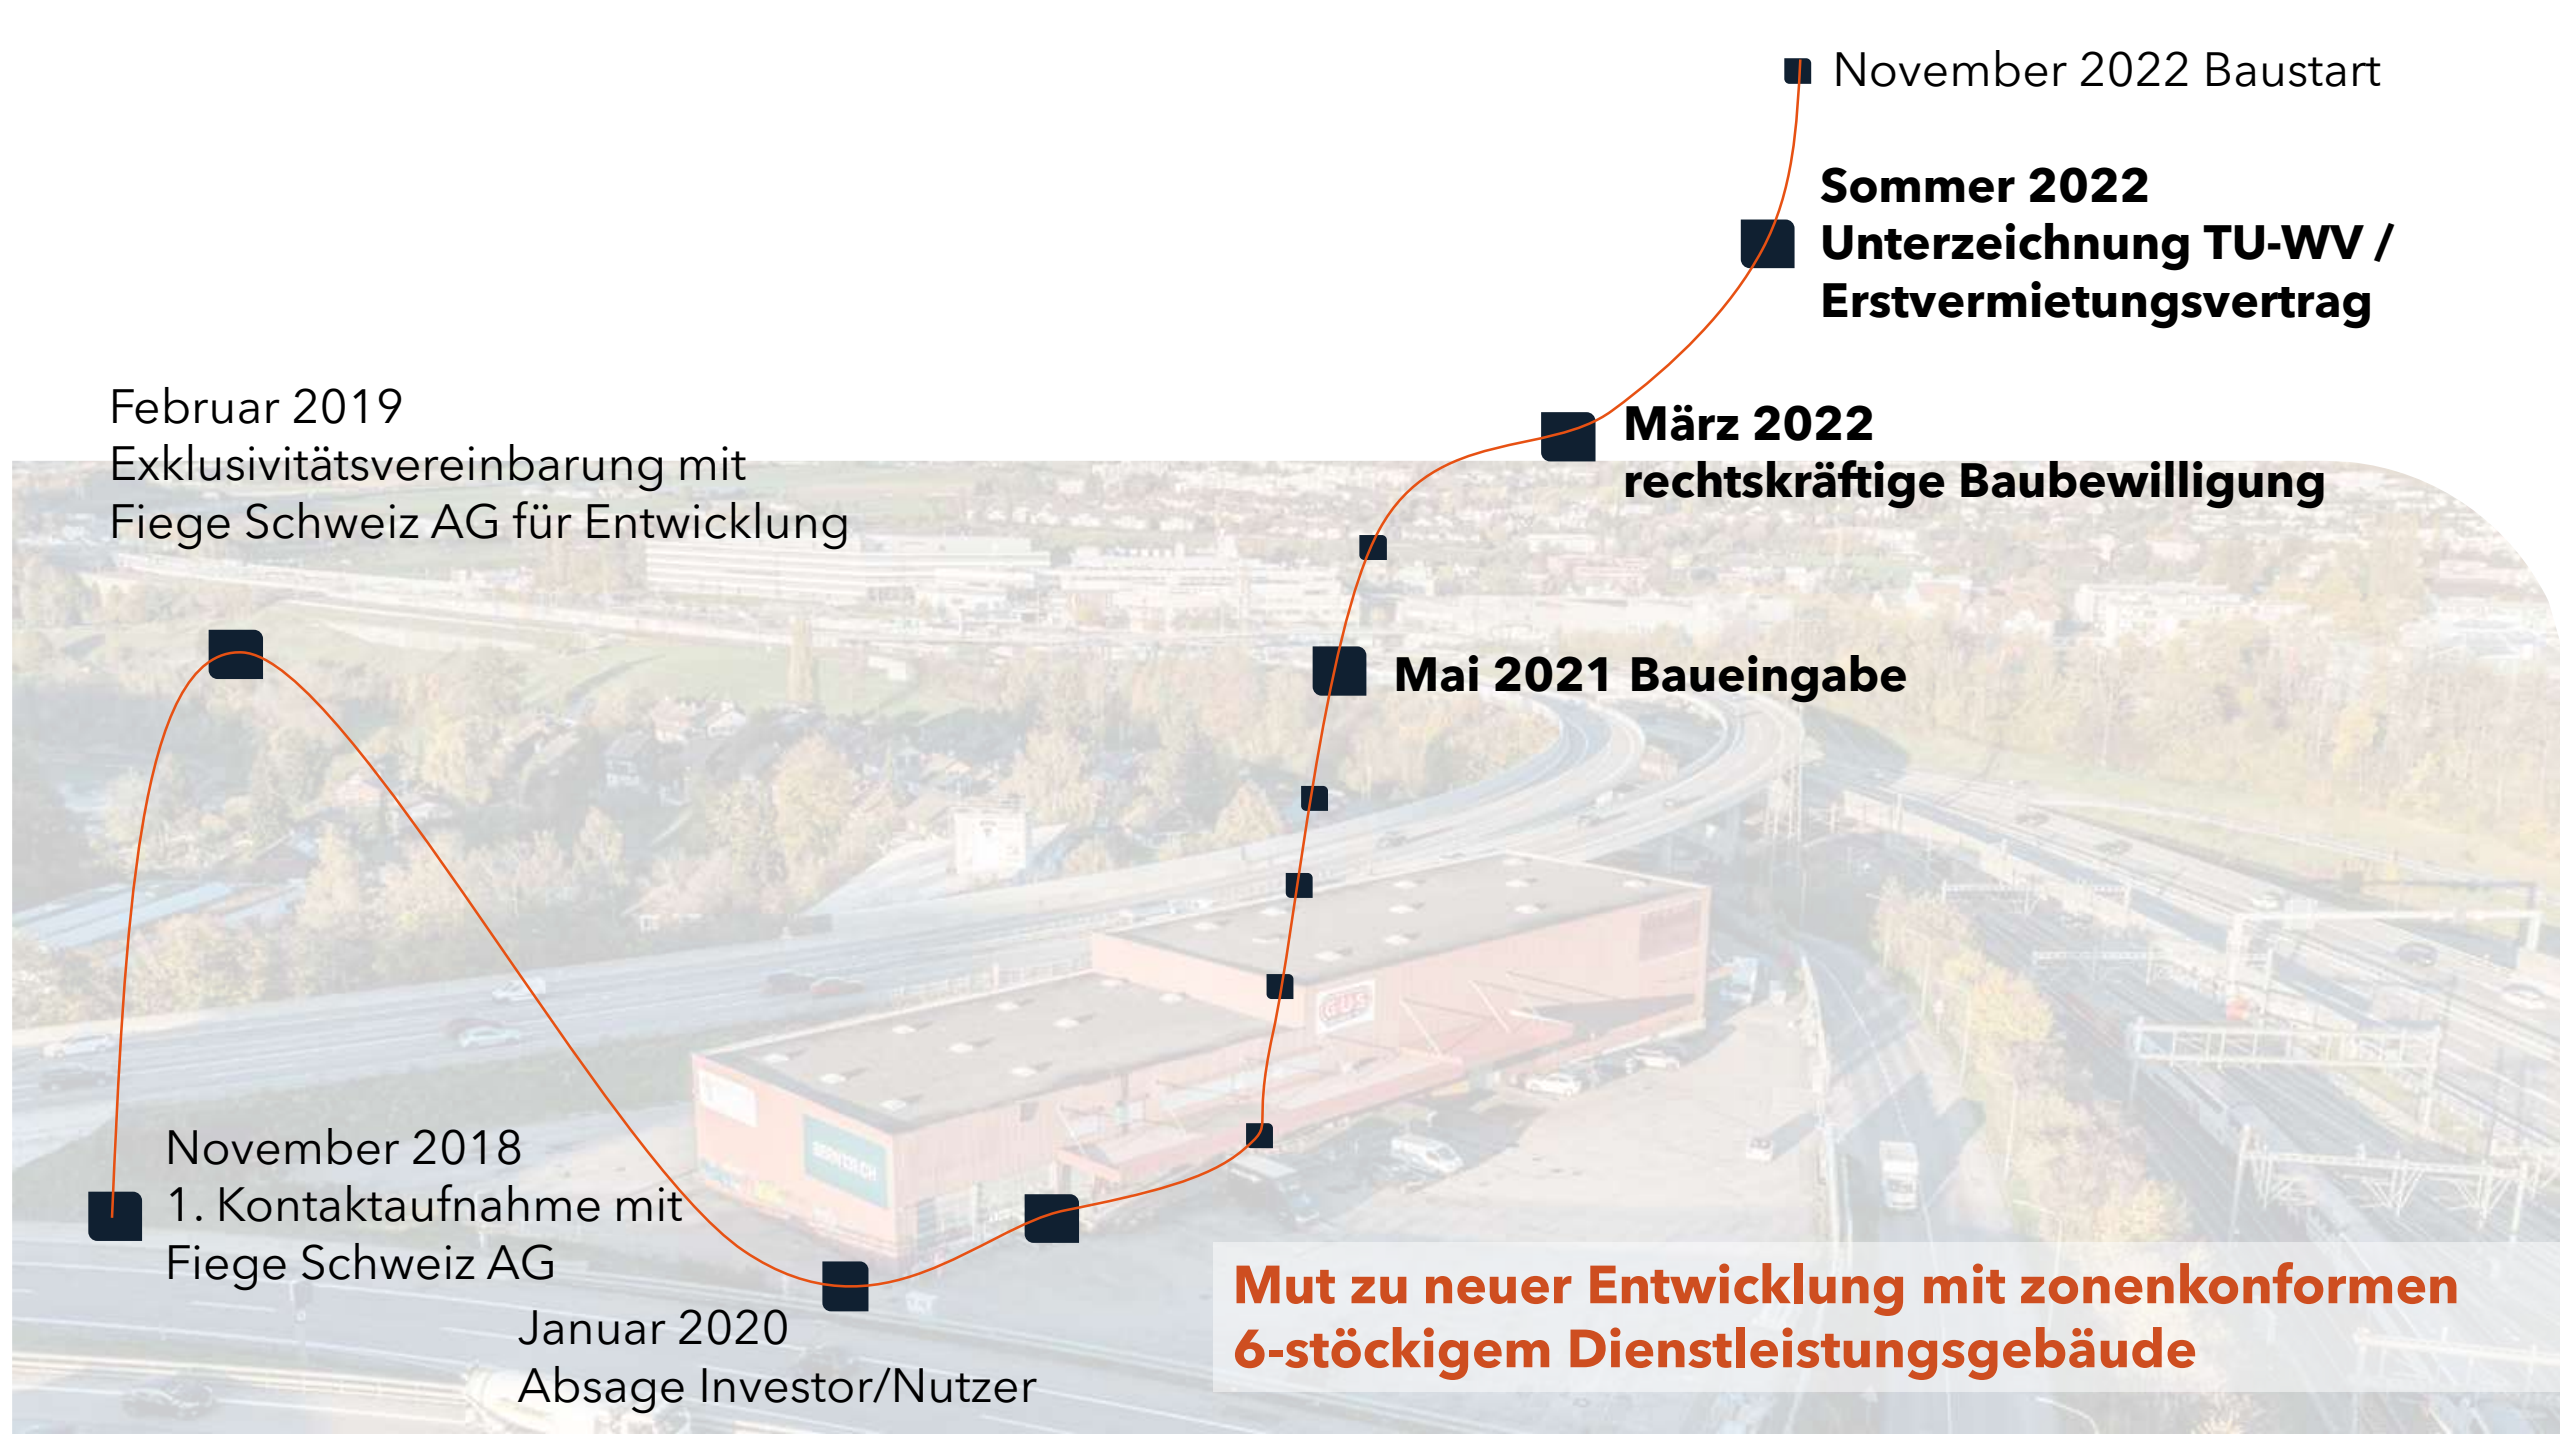 November 2022 Baustart
Sommer 2022
Unterzeichnung TU-WV /
Erstvermietungsvertrag
Februar 2019
Exklusivitätsvereinbarung mit
Fiege Schweiz AG für Entwicklung
März 2022
rechtskräftige Baubewilligung
Mai 2021 Baueingabe
November 2018
1. Kontaktaufnahme mit
Fiege Schweiz AG
Januar 2020
Absage Investor/Nutzer
Mut zu neuer Entwicklung mit zonenkonformen
6-stöckigem Dienstleistungsgebäude